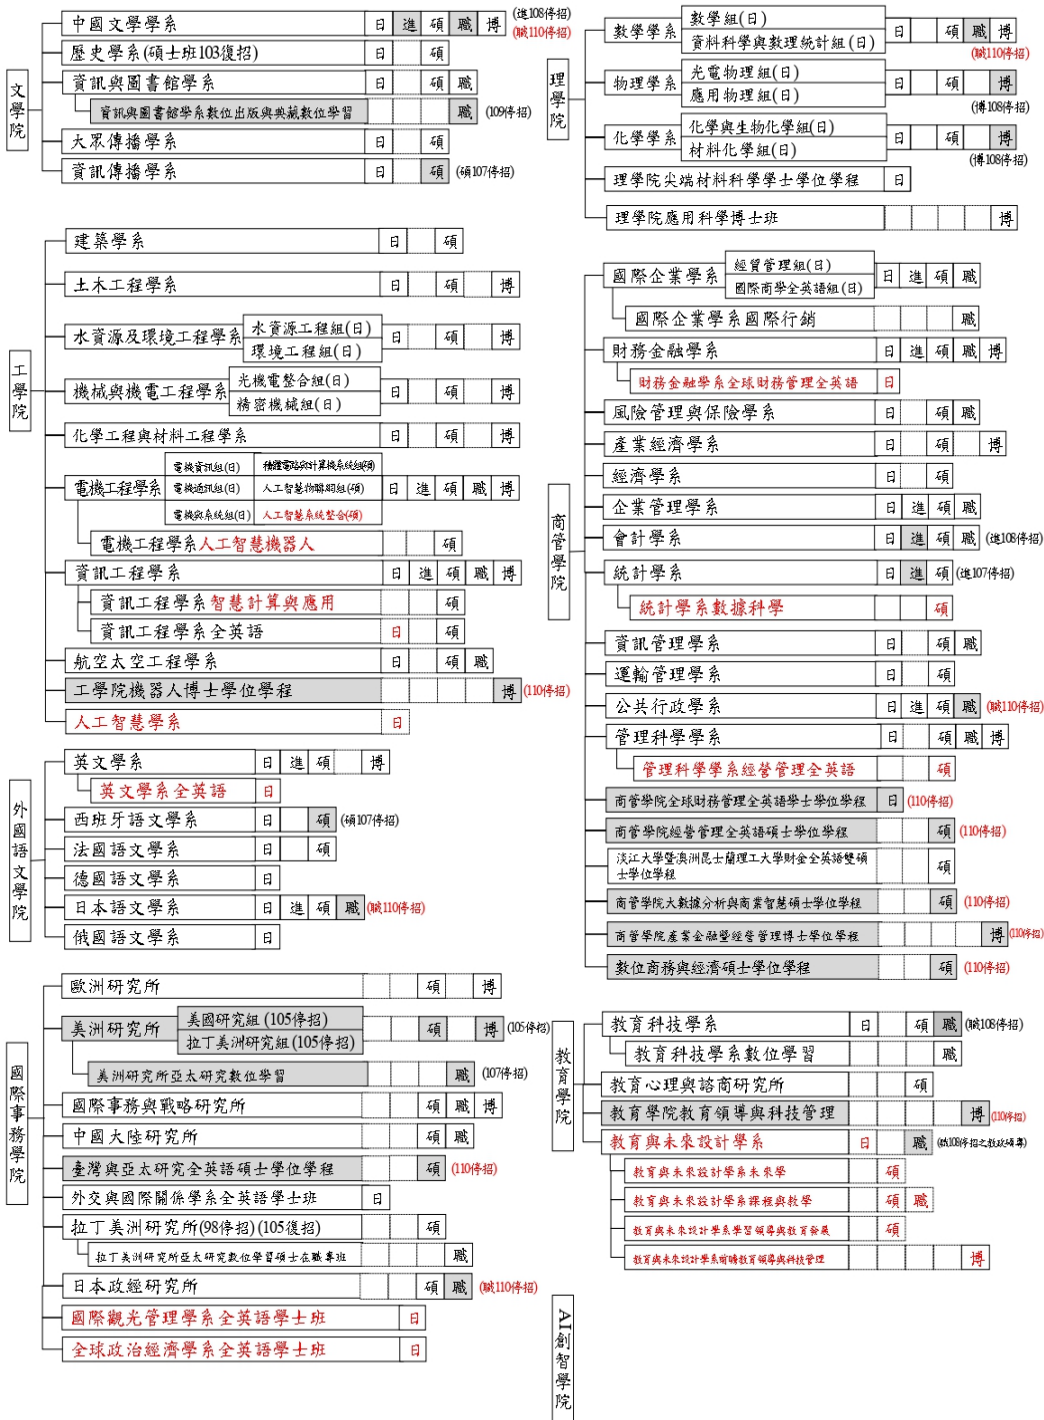 文學院
中國文學學系 日 進 碩 職 博 (進108停招) (職110停招)
歷史學系(碩士班103復招) 日 碩
資訊與圖書館學系 日 碩 職
資訊與圖書館學系數位出版與典藏數位學習 職 (109停招)
大眾傳播學系 日 碩
資訊傳播學系 日 碩 (碩107停招)
工學院
建築學系 日 碩
土木工程學系 日 碩 博
水資源及環境工程學系 水資源工程組(日) 環境工程組(日) 日 碩 博
機械與機電工程學系 光機電整合組(日) 精密機械組(日) 日 碩 博
化學工程與材料工程學系 日 碩 博
電機工程學系 日 進 碩 職 博
電機資訊組(日) 積體電路與計算機系統組(碩)
電機通訊組(日) 人工智慧物聯網組(碩)
電機與系統組(日) 人工智慧系統整合(碩)
電機工程學系人工智慧機器人 碩
資訊工程學系 日 進 碩 職 博
資訊工程學系智慧計算與應用 碩
資訊工程學系全英語 日 碩
航空太空工程學系 日 碩 職
工學院機器人博士學位學程 博 (110停招)
人工智慧學系 日
外國語文學院
英文學系 日 進 碩 博
英文學系全英語 日
西班牙語文學系 日 碩 (碩107停招)
法國語文學系 日 碩
德國語文學系 日
日本語文學系 日 進 碩 職 (職110停招)
俄國語文學系 日
國際事務學院
歐洲研究所 碩 博
美洲研究所 美國研究組(105停招) 拉丁美洲研究組(105停招) 碩 博 (105停招)
美洲研究所亞太研究數位學習 職 (107停招)
國際事務與戰略研究所 碩 職 博
中國大陸研究所 碩 職
臺灣與亞太研究全英語碩士學位學程 碩 (110停招)
外交與國際關係學系全英語學士班 日
拉丁美洲研究所(98停招)(105復招) 碩
拉丁美洲研究所亞太研究數位學習碩士在職專班 職
日本政經研究所 碩 職 (職110停招)
國際觀光管理學系全英語學士班 日
全球政治經濟學系全英語學士班 日
理學院
數學學系 數學組(日) 資料科學與數理統計組(日) 日 碩 職 博
(職110停招)
物理學系 光電物理組(日) 應用物理組(日) 日 碩 博
(博108停招)
化學學系 化學與生物化學組(日) 材料化學組(日) 日 碩 博
(博108停招)
理學院尖端材料科學學士學位學程 日
理學院應用科學博士班 博
商管學院
國際企業學系 經貿管理組(日) 國際商學全英語組(日) 日 進 碩 職
國際企業學系國際行銷 職
財務金融學系 日 進 碩 職 博
財務金融學系全球財務管理全英語 日
風險管理與保險學系 日 碩 職
產業經濟學系 日 碩 博
經濟學系 日 碩
企業管理學系 日 進 碩 職
會計學系 日 進 碩 職 (進108停招)
統計學系 日 進 碩 (進107停招)
統計學系數據科學 碩
資訊管理學系 日 碩 職
運輸管理學系 日 碩
公共行政學系 日 進 碩 職 (職110停招)
管理科學學系 日 碩 職 博
管理科學學系經營管理全英語 碩
商管學院全球財務管理全英語學士學位學程 日 (110停招)
商管學院經營管理全英語碩士學位學程 碩 (110停招)
淡江大學暨澳洲昆士蘭理工大學財金全英語雙碩
士學位學程 碩
商管學院大數據分析與商業智慧碩士學位學程 碩 (110停招)
商管學院產業金融暨經營管理博士學位學程 博 (110停招)
數位商務與經濟碩士學位學程 碩 (110停招)
教育學院
教育科技學系 日 碩 職 (職108停招)
教育科技學系數位學習 職
教育心理與諮商研究所 碩
教育學院教育領導與科技管理 博 (110停招)
教育與未來設計學系 日 職 (職108停招之教政領導)
教育與未來設計學系未來學 碩
教育與未來設計學系課程與教學 碩 職
教育與未來設計學系學習領導與教育發展 碩
教育與未來設計學系前瞻教育領導與科技管理 博
AI創智學院